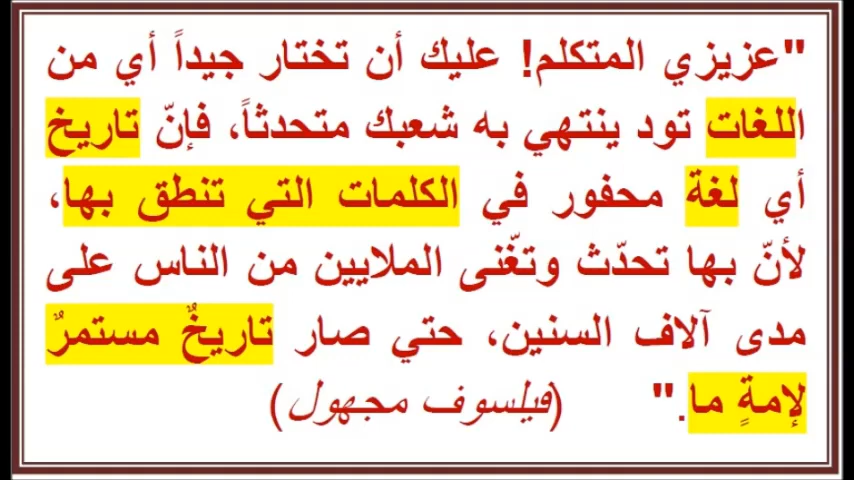 "عزيزي المتكلم! عليك أن تختار جيداً أي من
اللغات تود ينتهي به شعبك متحدثاً، فإنّ تاريخ
أي لغة محفور في الكلمات التي تنطق بها،
لأنّ بها تحدّث وتغّنى الملايين من الناس على
مدى آلاف السنين، حتي صار تاريخٌ مستمرٌ
لإمةٍ ما." (فيلسوف مجهول)